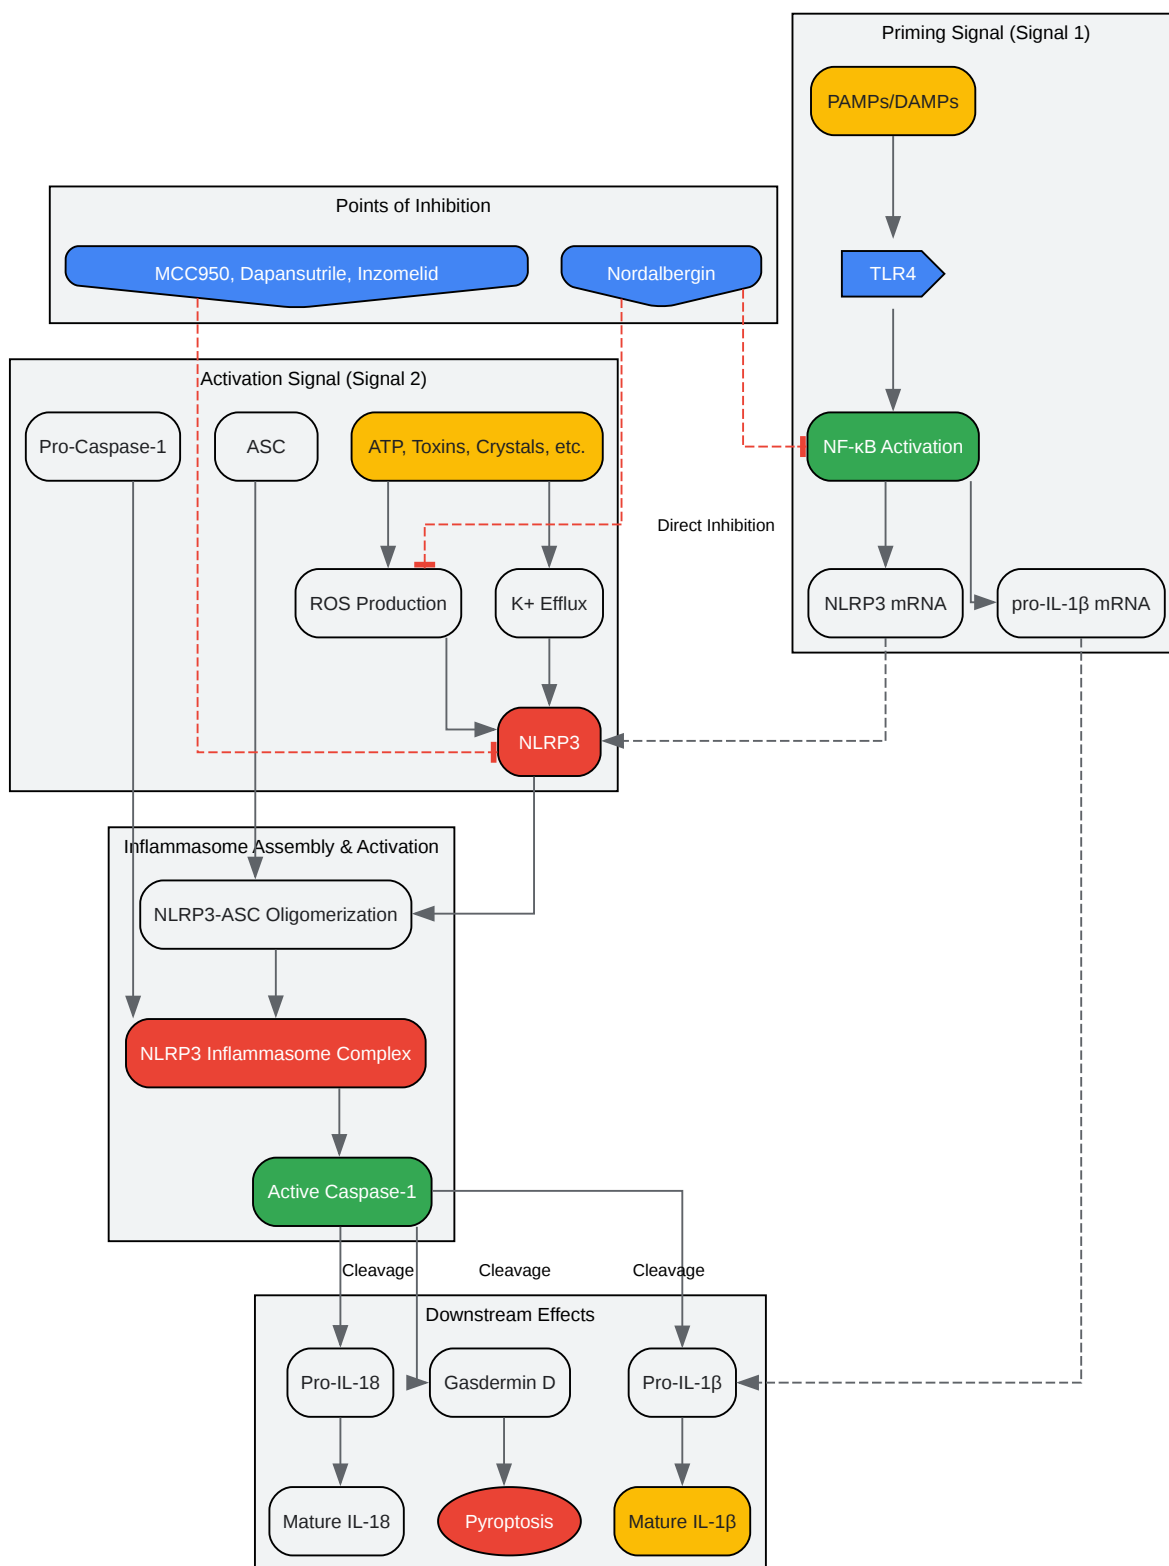 Priming Signal (Signal 1)
PAMPs/DAMPs
TLR4
NF-κB Activation
NLRP3 mRNA
pro-IL-1β mRNA
Points of Inhibition
MCC950, Dapansutrile, Inzomelid
Nordalbergin
Direct Inhibition
Activation Signal (Signal 2)
Pro-Caspase-1
ASC
ATP, Toxins, Crystals, etc.
ROS Production
K+ Efflux
NLRP3
Inflammasome Assembly & Activation
NLRP3-ASC Oligomerization
NLRP3 Inflammasome Complex
Active Caspase-1
Cleavage
Cleavage
Cleavage
Downstream Effects
Pro-IL-18
Gasdermin D
Pro-IL-1β
Mature IL-18
Pyroptosis
Mature IL-1β